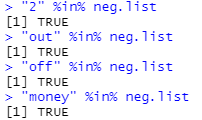 > "2" %in% neg.list
[1] TRUE
> "out" %in% neg.list
[1] TRUE
> "off" %in% neg.list
[1] TRUE
> "money" %in% neg.list
[1] TRUE